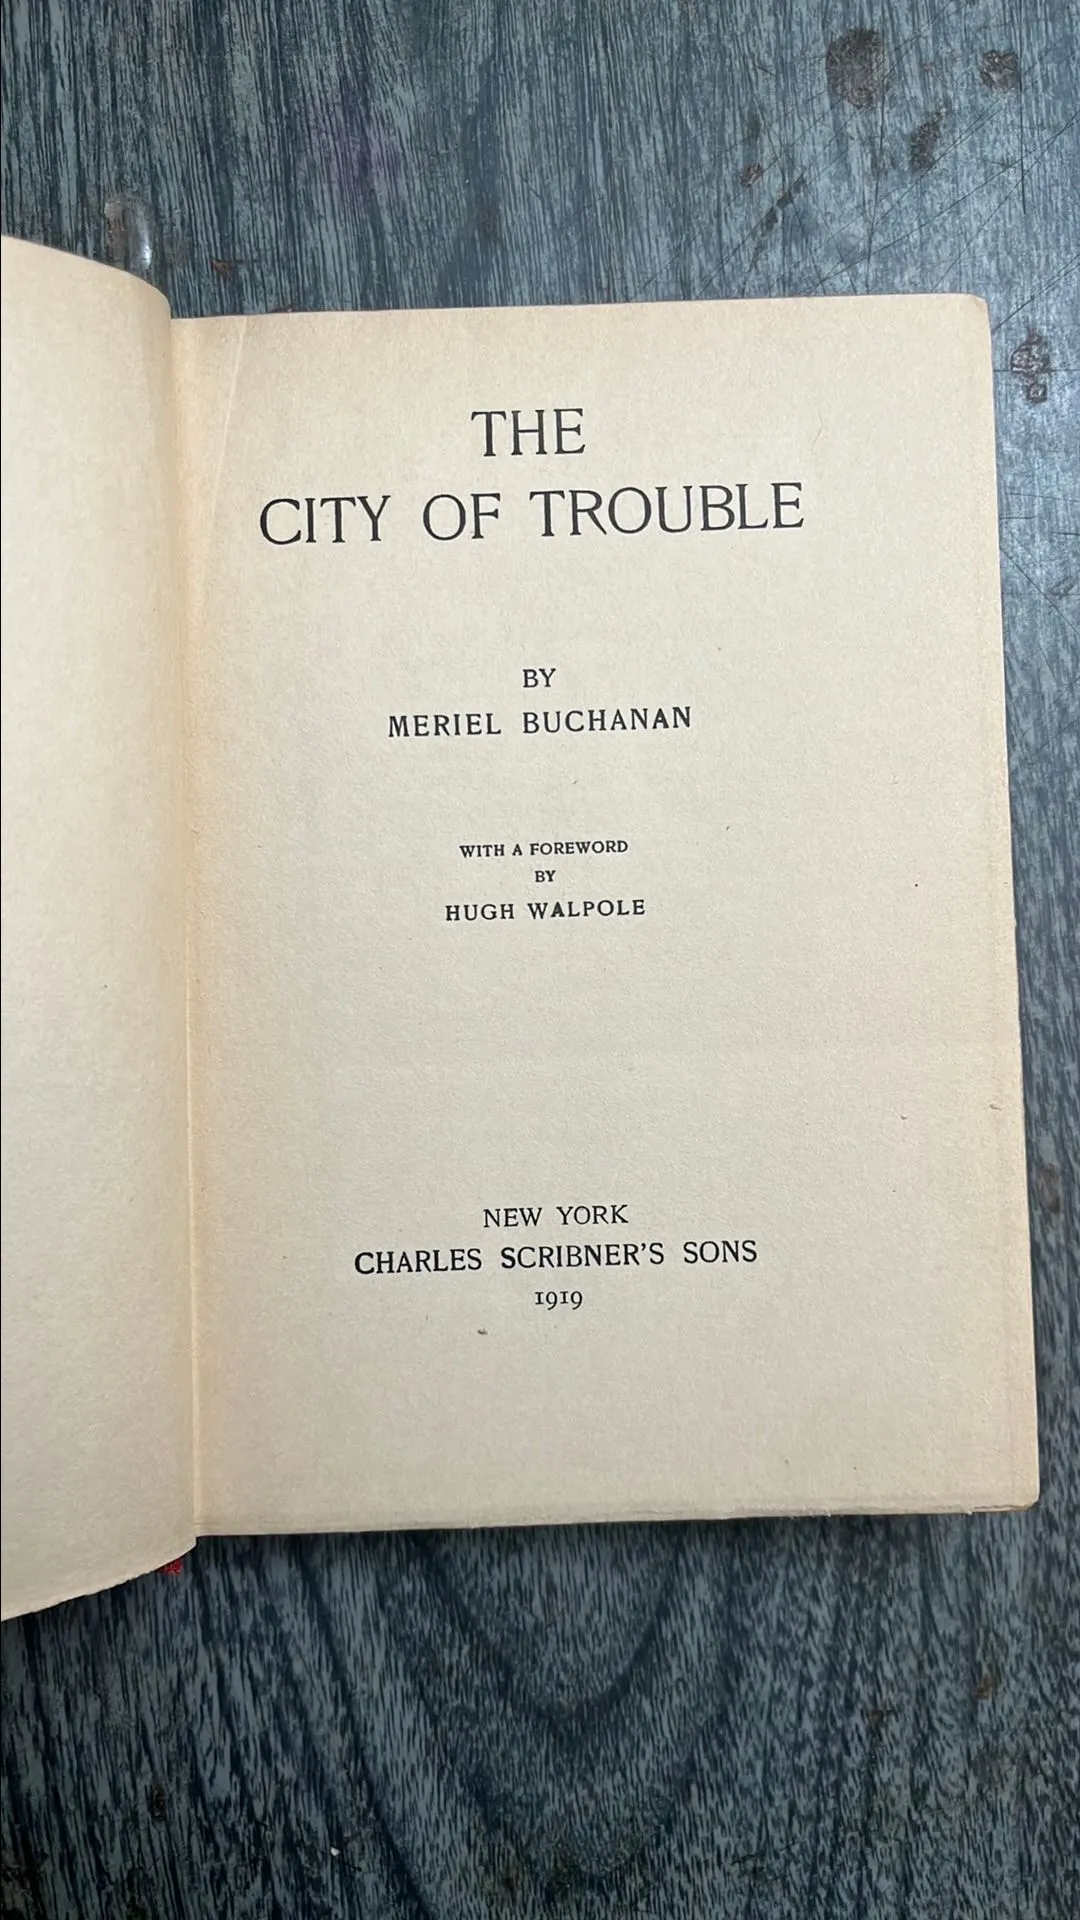 THE
CITY OF TROUBLE
BY
MERIEL BUCHANAN
WITH A FOREWORD
BY
HUGH WALPOLE
NEW YORK
CHARLES SCRIBNER'S SONS
1919